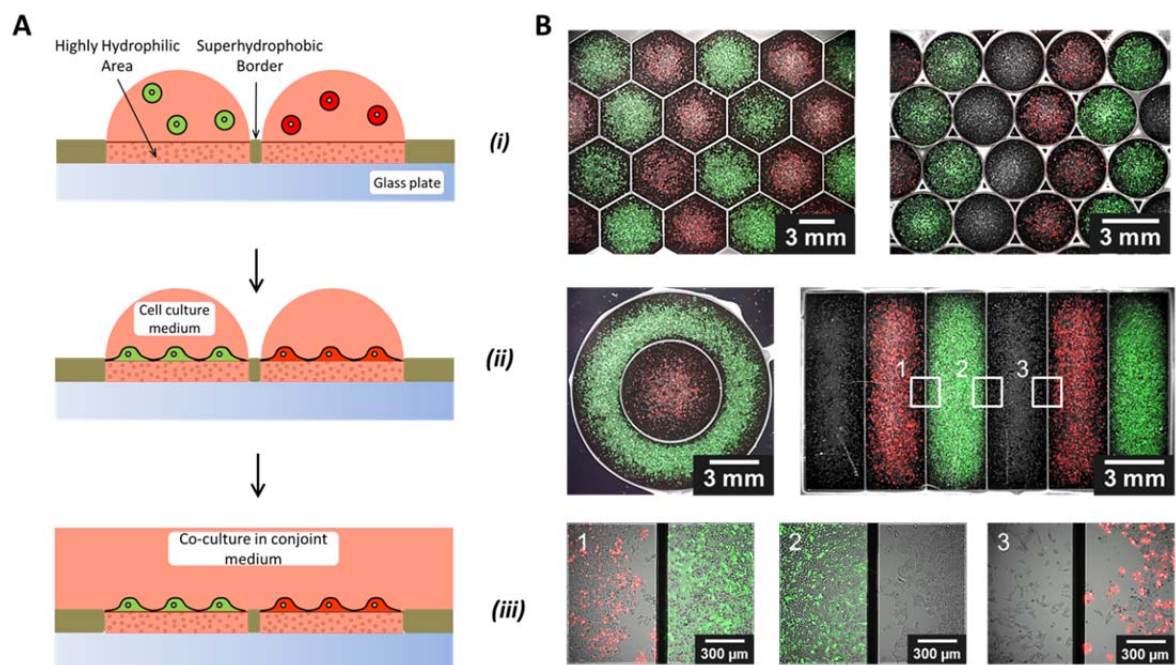 A
Highly Hydrophilic
Area
Superhydrophobic
Border
(i)
Glass plate
Cell culture
medium
(ii)
Co-culture in conjoint
medium
(iii)
B
3 mm
3 mm
3 mm
1
2
3
3 mm
1
300 µm
2
300 µm
3
300 µm